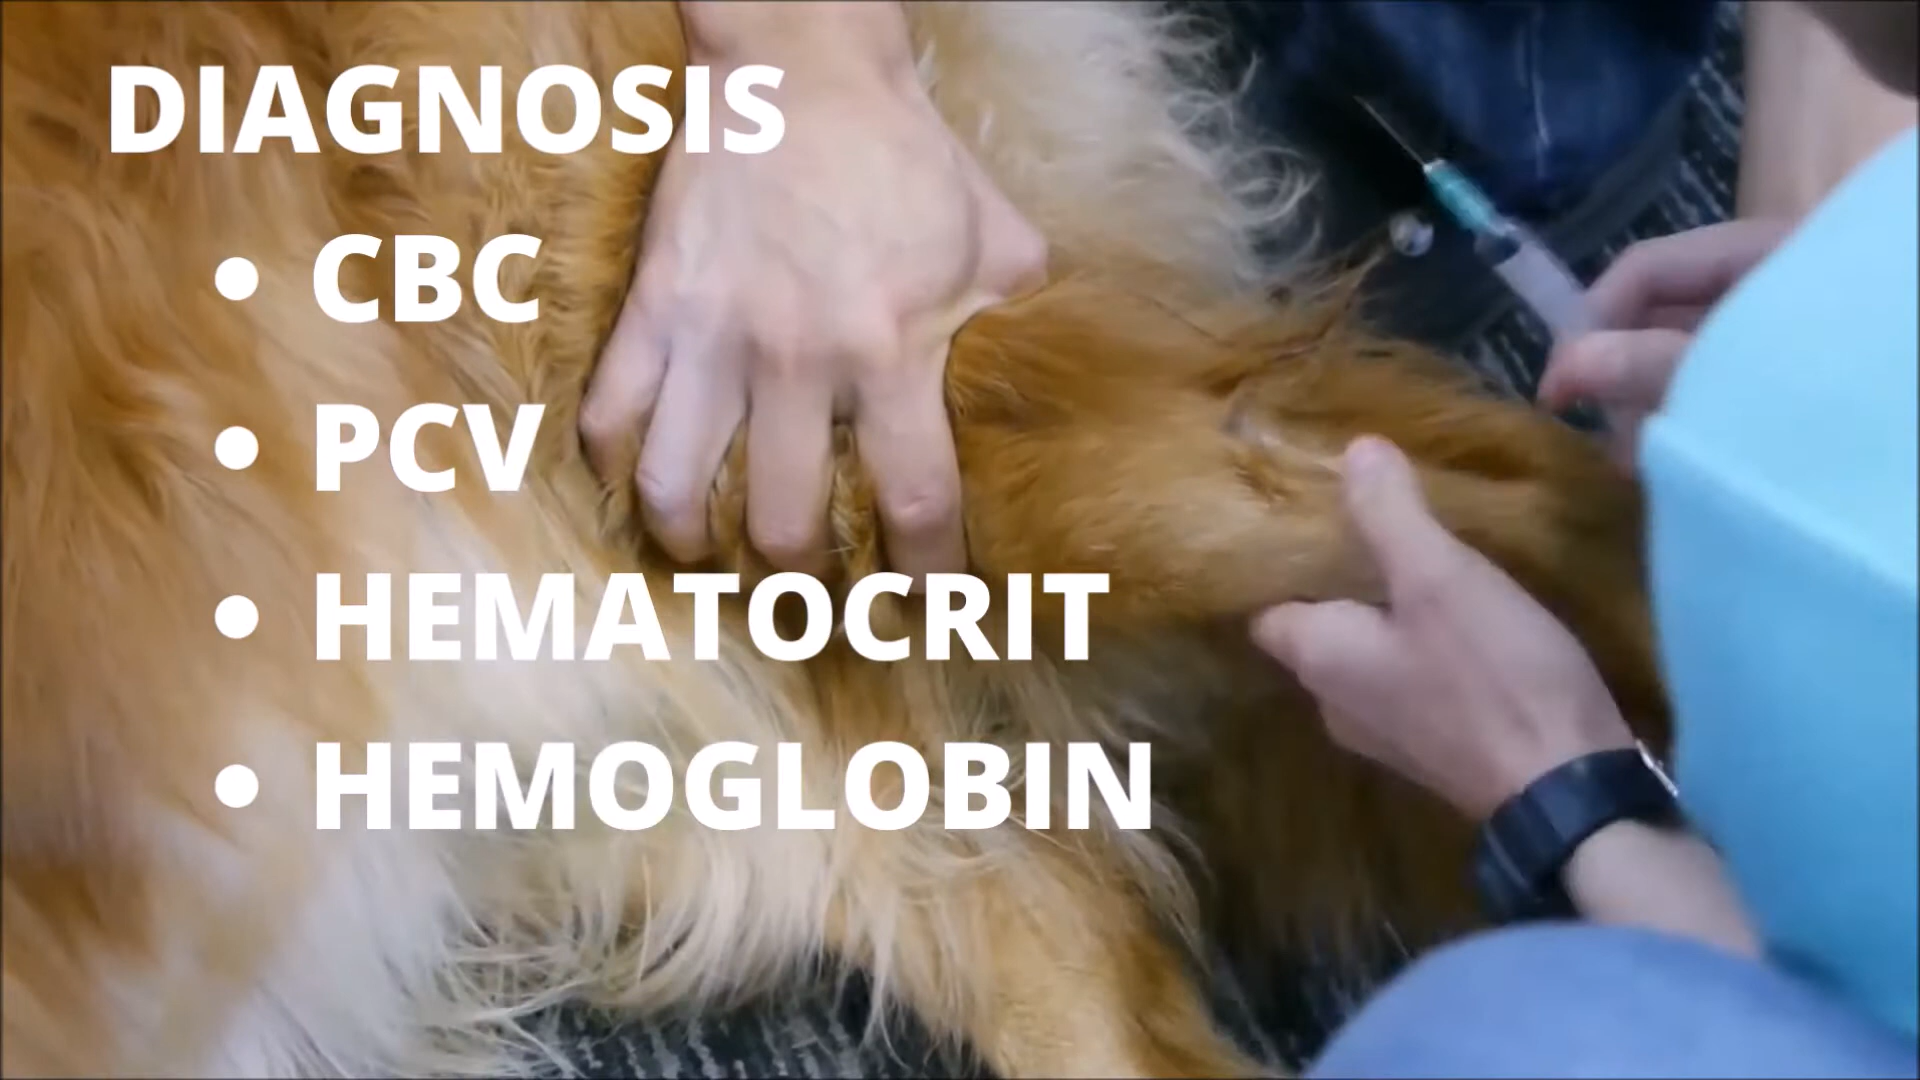 DIAGNOSIS
• CBC
• PCV
• HEMATOCRIT
• HEMOGLOBIN